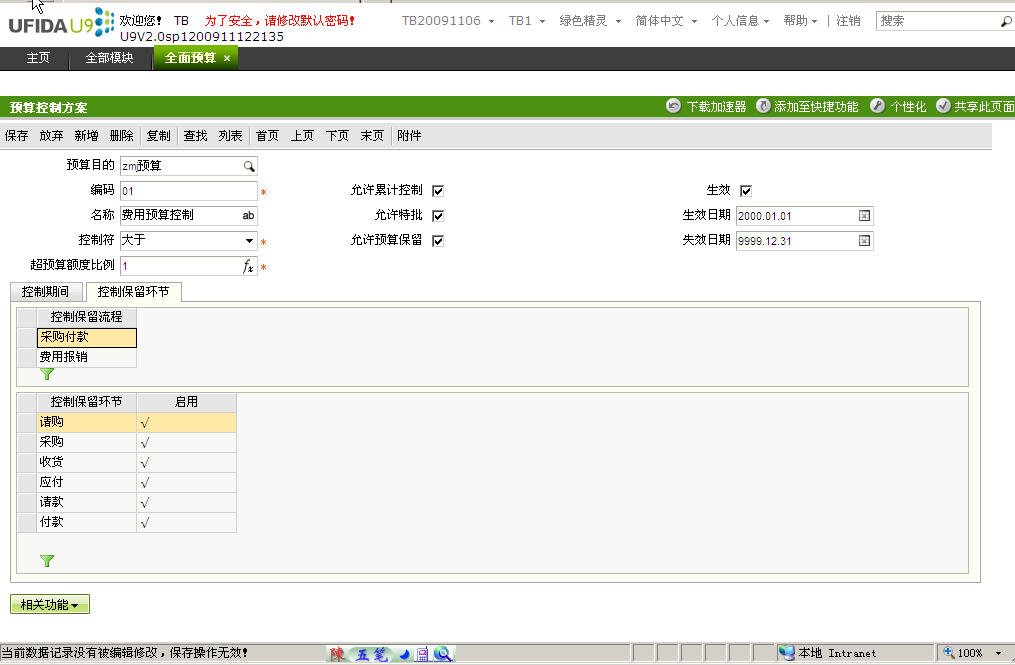 UFIDA U9 欢迎您! TB 为了安全，请修改默认密码! TB20091106 TB1 绿色精灵 简体中文 个人信息 帮助 | 注销 搜索
U9V2.0sp1200911122135
主页 全部模块 全面预算 ×
预算控制方案 下载加速器 添加至快捷功能 个性化 共享此页面
保存 放弃 新增 删除 复制 查找 列表 首页 上页 下页 末页 附件
预算目的 zmj预算
编码 01 * 允许累计控制 生效
名称 费用预算控制 ab 允许特批 生效日期 2000.01.01
控制符 大于 * 允许预算保留 失效日期 9999.12.31
超预算额度比例 1 fx *
控制期间 控制保留环节
控制保留流程
采购付款
费用报销
控制保留环节 启用
请购 √
采购 √
收货 √
应付 √
请款 √
付款 √
相关功能
当前数据记录没有被编辑修改，保存操作无效! 陳 五笔 本地 Intranet 100%